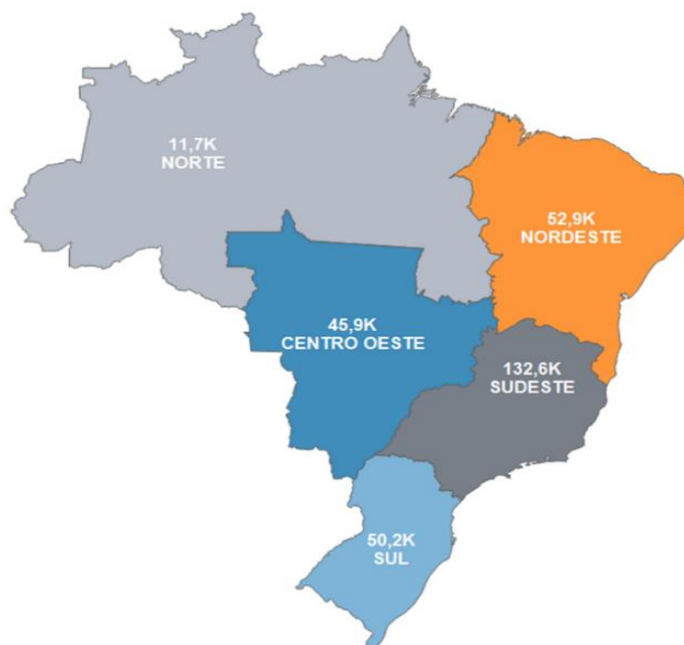 11,7K
NORTE
52,9K
NORDESTE
45,9K
CENTRO OESTE
132,6K
SUDESTE
50,2K
SUL